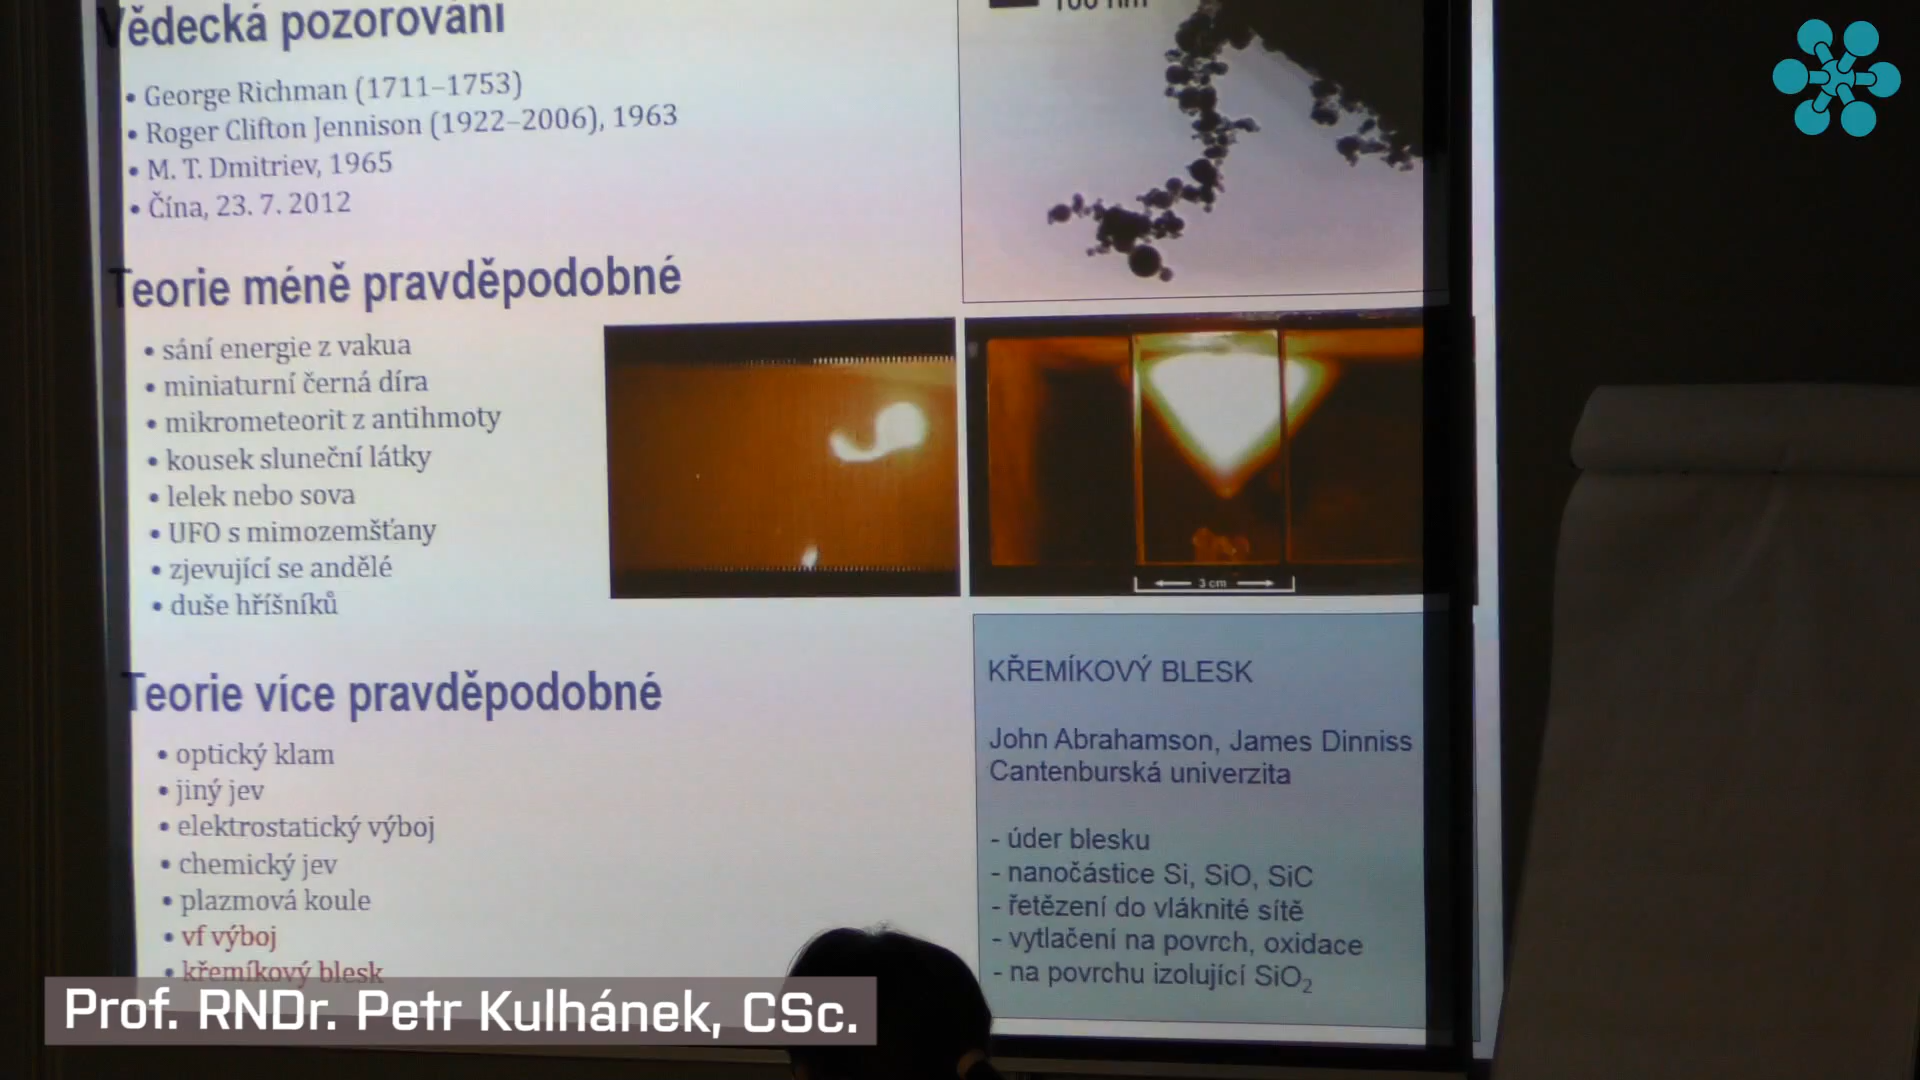 Vědecká pozorování
• George Richman (1711–1753)
• Roger Clifton Jennison (1922–2006), 1963
• M. T. Dmitriev, 1965
• Čína, 23. 7. 2012
100 nm
Teorie méně pravděpodobné
• sání energie z vakua
• miniaturní černá díra
• mikrometeorit z antihmoty
• kousek sluneční látky
• lelek nebo sova
• UFO s mimozemšťany
• zjevující se andělé
• duše hříšníků
3 cm
Teorie více pravděpodobné
• optický klam
• jiný jev
• elektrostatický výboj
• chemický jev
• plazmová koule
• vf výboj
• křemíkový blesk
KŘEMÍKOVÝ BLESK
John Abrahamson, James Dinniss
Cantenburská univerzita
- úder blesku
- nanočástice Si, SiO, SiC
- řetězení do vláknité sítě
- vytlačení na povrch, oxidace
- na povrchu izolující SiO₂
Prof. RNDr. Petr Kulhánek, CSc.